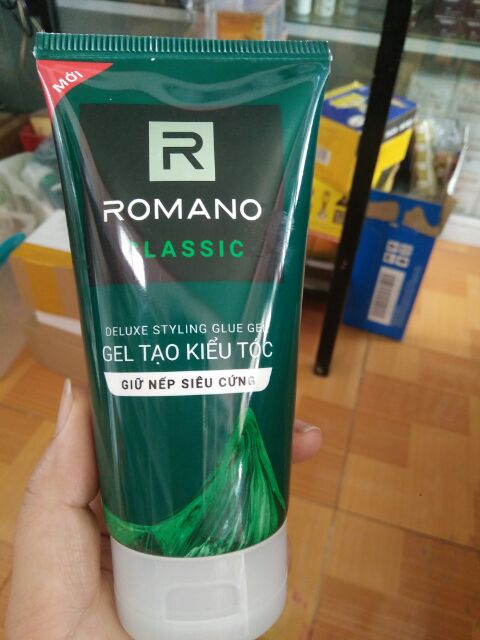 MỚI
R
ROMANO
CLASSIC
DELUXE STYLING GLUE GEL
GEL TẠO KIỂU TÓC
GIỮ NẾP SIÊU CỨNG